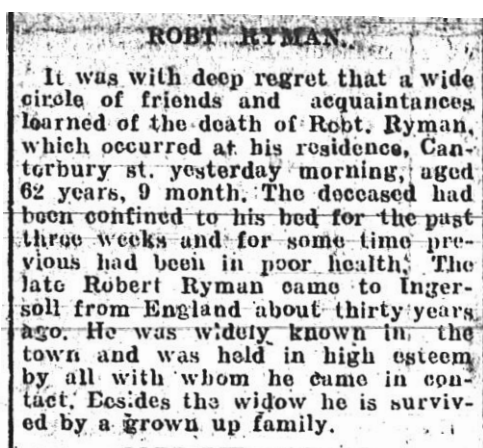 ROBT RYMAN.
It was with deep regret that a wide
circle of friends and acquaintances
learned of the death of Robt. Ryman,
which occurred at his residence, Can-
terbury st. yesterday morning, aged
62 years, 9 month. The deceased had
been confined to his bed for the past
three weeks and for some time pre-
vious had been in poor health. The
late Robert Ryman came to Inger-
soll from England about thirty years
ago. He was widely known in the
town and was held in high esteem
by all with whom he came in con-
tact. Besides the widow he is surviv-
ed by a grown up family.